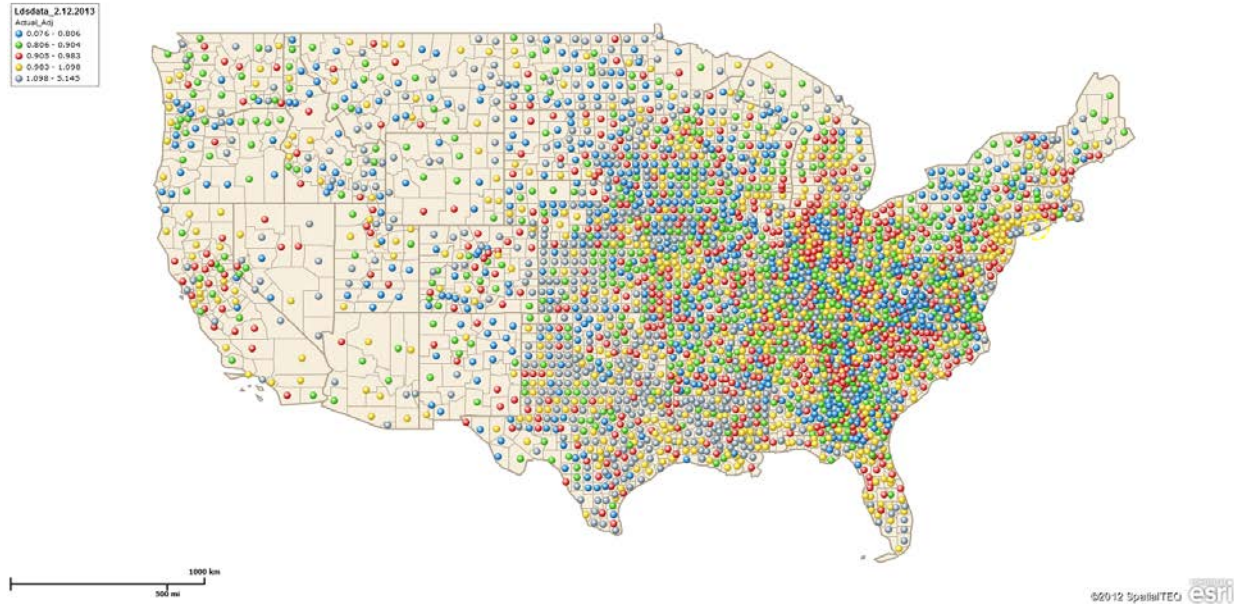 Ldsdata_2.12.2013
Actual_Adj
0.076 - 0.806
0.806 - 0.904
0.905 - 0.983
0.983 - 1.098
1.098 - 5.145
1000 km
500 mi
©2012 SpatialTEQ esri